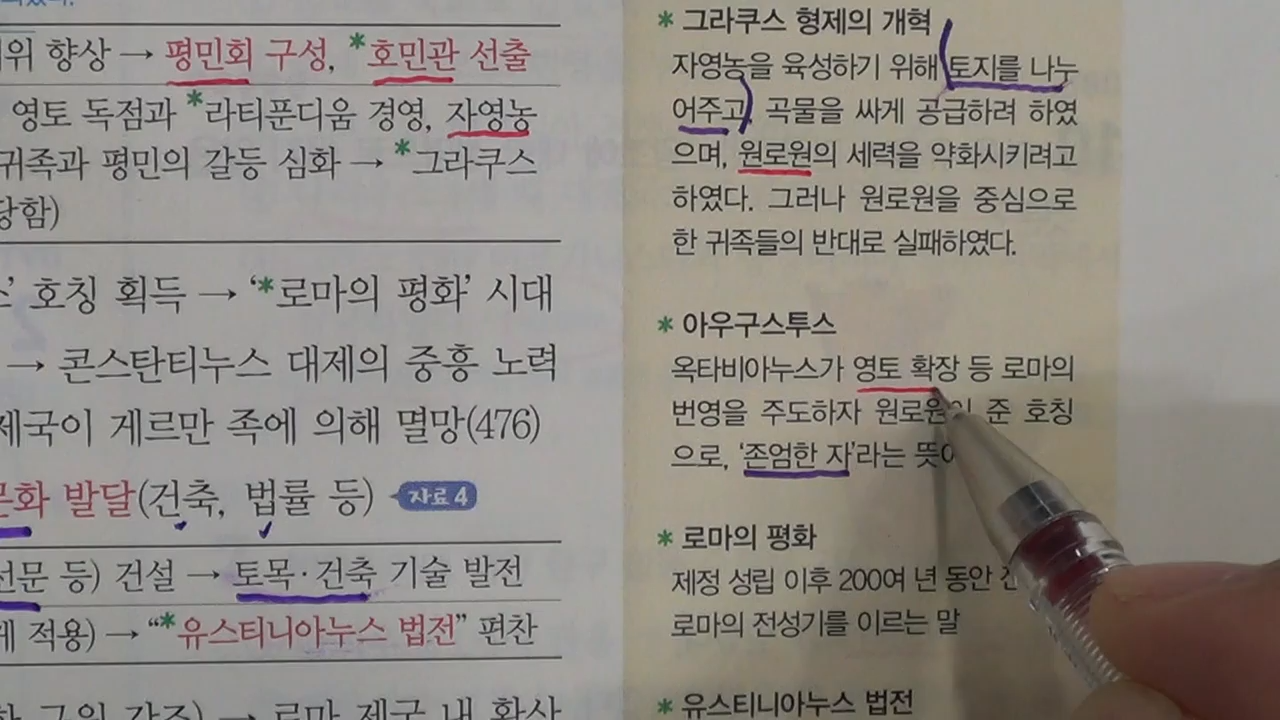 위 향상 → 평민회 구성, *호민관 선출
영토 독점과 *라티푼디움 경영, 자영농
귀족과 평민의 갈등 심화 → *그라쿠스
당함)
호칭 획득 → ‘*로마의 평화’ 시대
→ 콘스탄티누스 대제의 중흥 노력
제국이 게르만 족에 의해 멸망(476)
문화 발달(건축, 법률 등) 자료 4
등) 건설 → 토목·건축 기술 발전
적용) → “*유스티니아누스 법전” 편찬
→ 로마 제국 내 확산
* 그라쿠스 형제의 개혁
자영농을 육성하기 위해 토지를 나누
어주고, 곡물을 싸게 공급하려 하였
으며, 원로원의 세력을 약화시키려고
하였다. 그러나 원로원을 중심으로
한 귀족들의 반대로 실패하였다.
* 아우구스투스
옥타비아누스가 영토 확장 등 로마의
번영을 주도하자 준 호칭
으로, ‘존엄한 자’라는
* 로마의 평화
제정 성립 이후 200여 년 동안
로마의 전성기를 이르는 말
* 유스티니아누스 법전